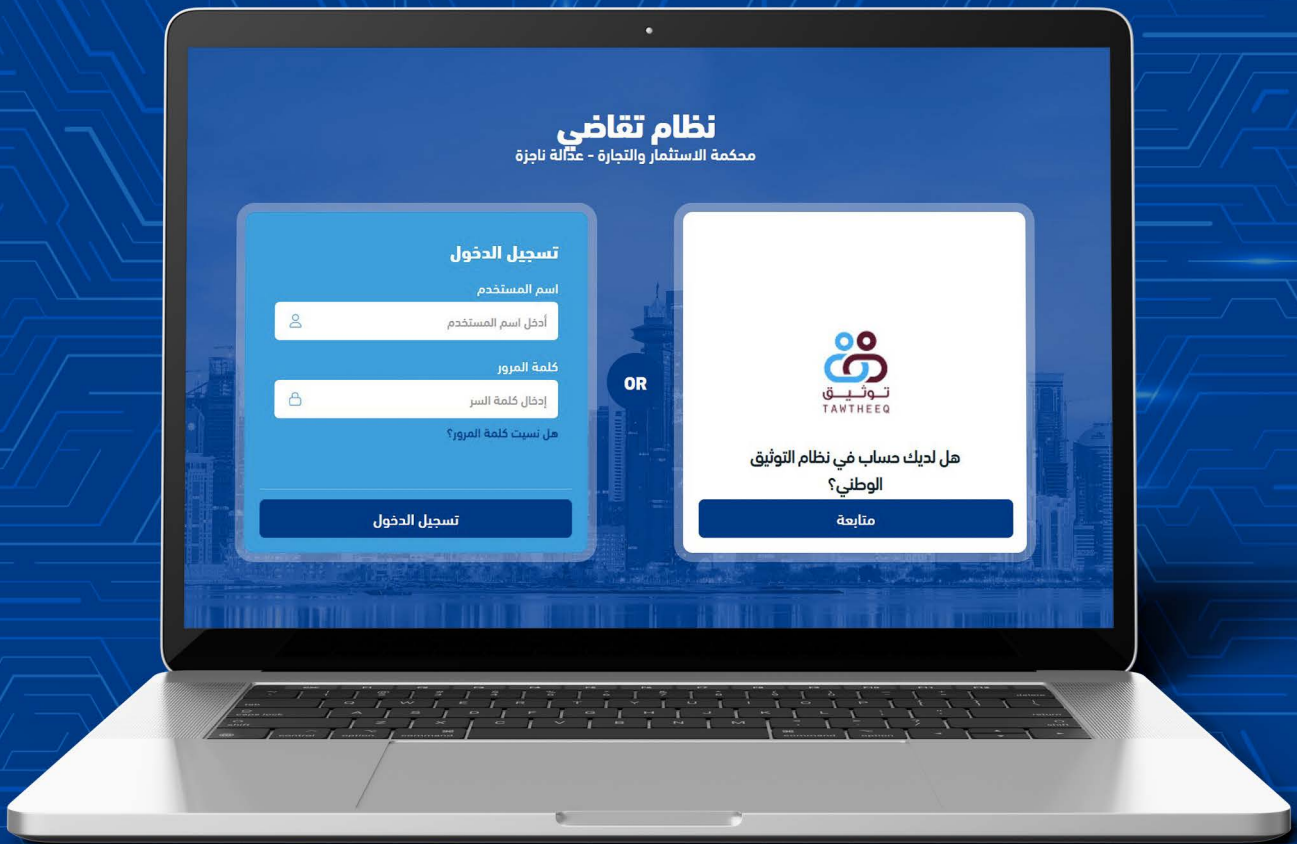 نظام تقاضي
محكمة الاستثمار والتجارة - عدالة ناجزة
توثيق
TAWTHEEQ
هل لديك حساب في نظام التوثيق
الوطني؟
متابعة
OR
تسجيل الدخول
اسم المستخدم
أدخل اسم المستخدم
كلمة المرور
إدخال كلمة السر
هل نسيت كلمة المرور؟
تسجيل الدخول